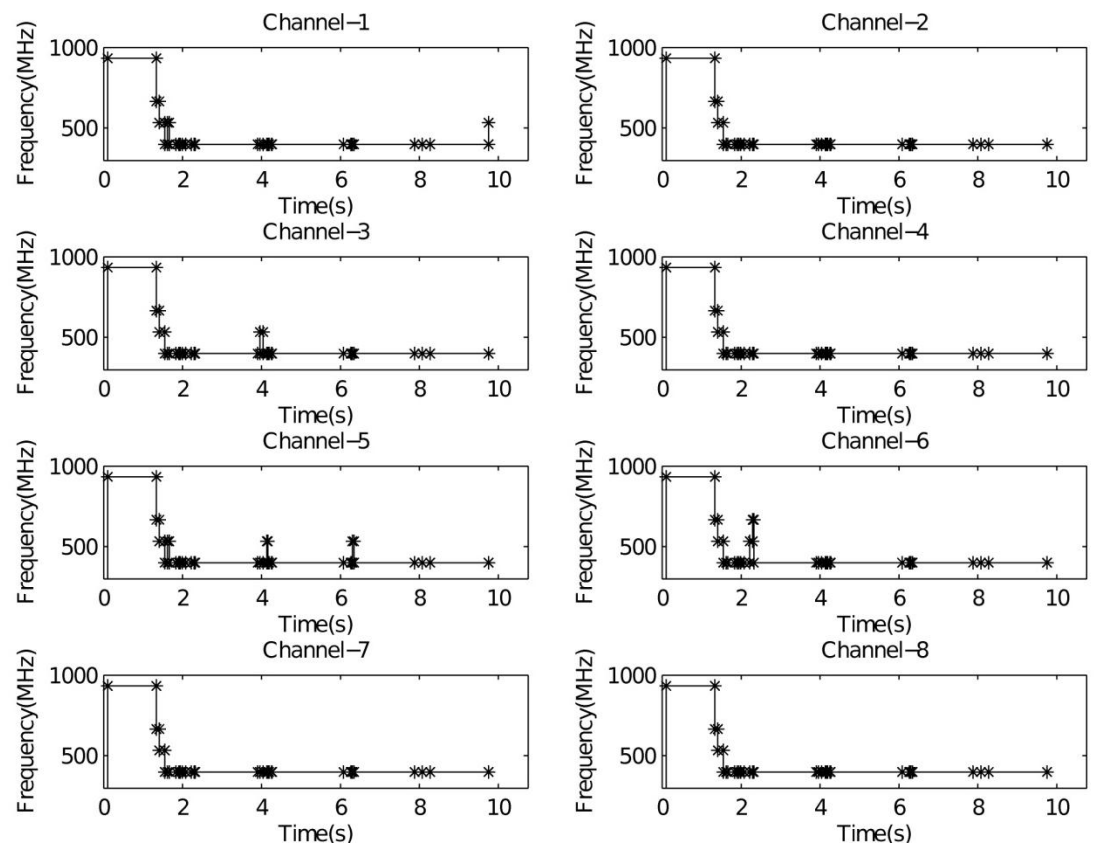 Channel−1
Frequency(MHz)
1000
500
0 2 4 6 8 10
Time(s)
Channel−2
Frequency(MHz)
1000
500
0 2 4 6 8 10
Time(s)
Channel−3
Frequency(MHz)
1000
500
0 2 4 6 8 10
Time(s)
Channel−4
Frequency(MHz)
1000
500
0 2 4 6 8 10
Time(s)
Channel−5
Frequency(MHz)
1000
500
0 2 4 6 8 10
Time(s)
Channel−6
Frequency(MHz)
1000
500
0 2 4 6 8 10
Time(s)
Channel−7
Frequency(MHz)
1000
500
0 2 4 6 8 10
Time(s)
Channel−8
Frequency(MHz)
1000
500
0 2 4 6 8 10
Time(s)